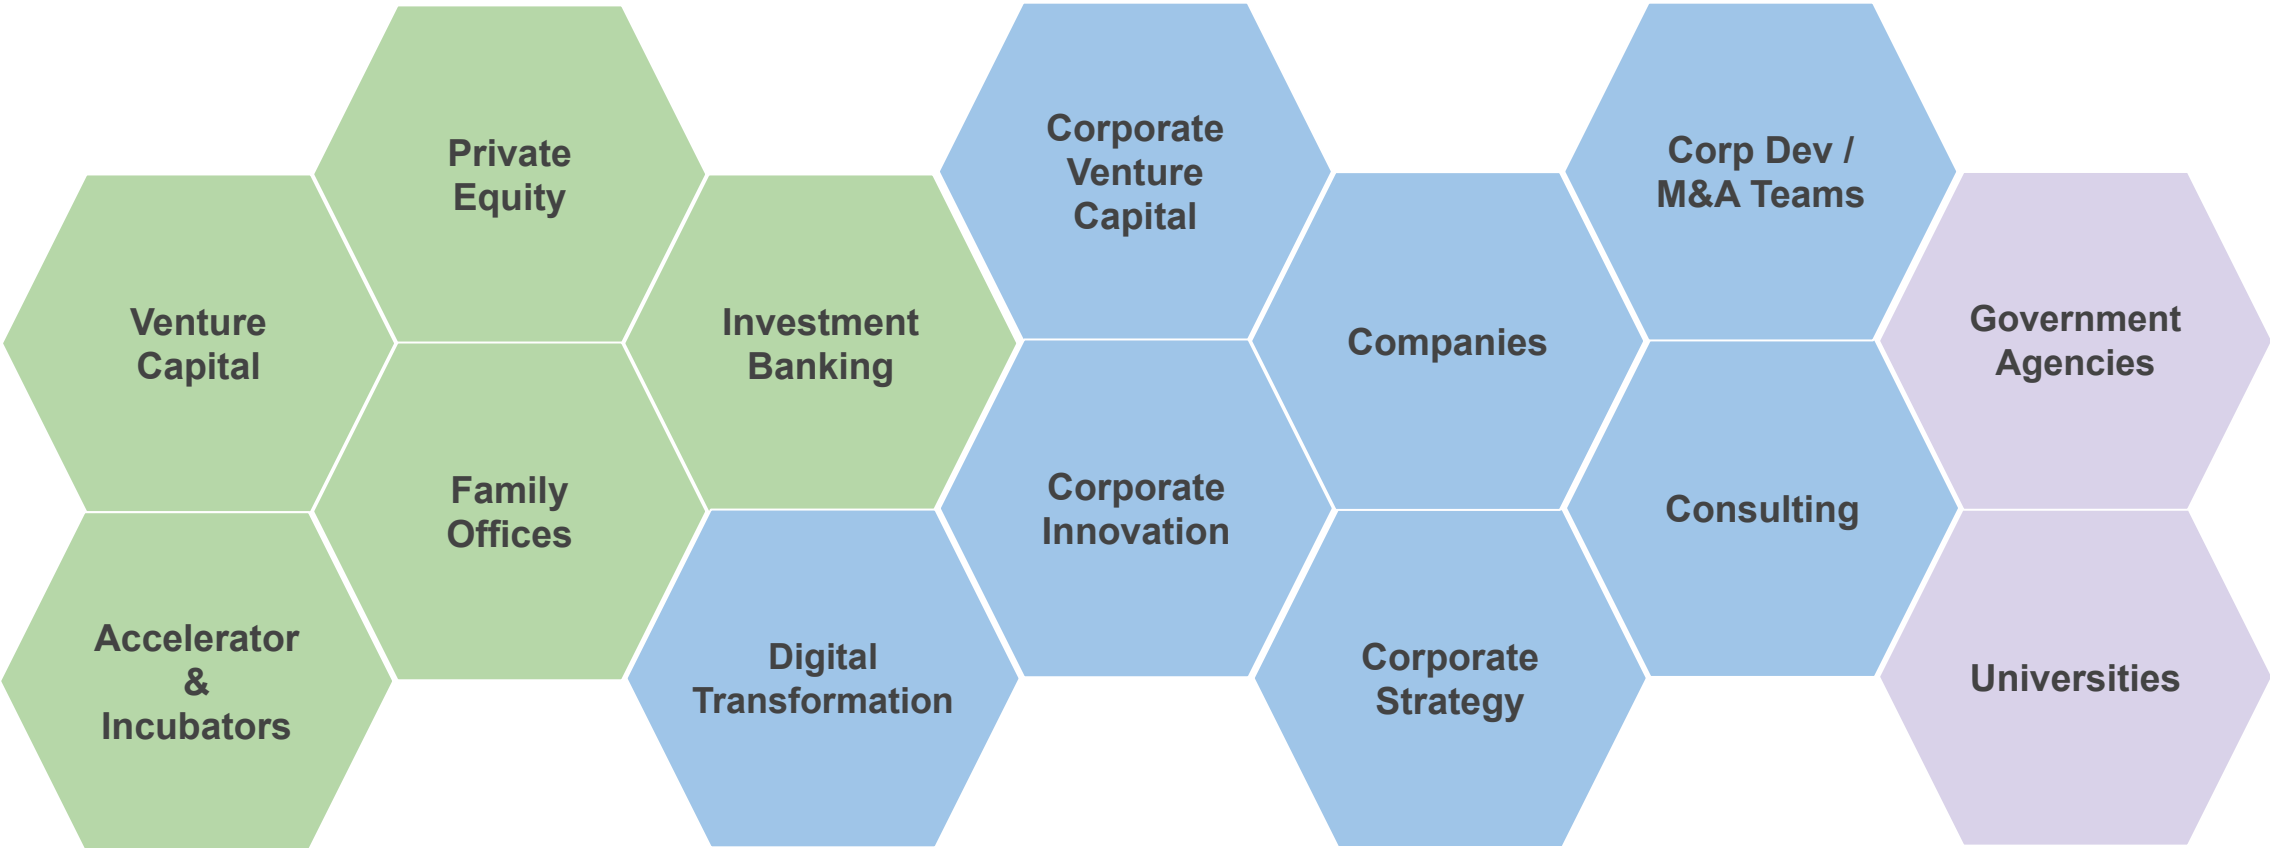 Private
Equity
Corporate
Venture
Capital
Corp Dev /
M&A Teams
Venture
Capital
Investment
Banking
Companies
Government
Agencies
Family
Offices
Corporate
Innovation
Consulting
Accelerator
&
Incubators
Digital
Transformation
Corporate
Strategy
Universities